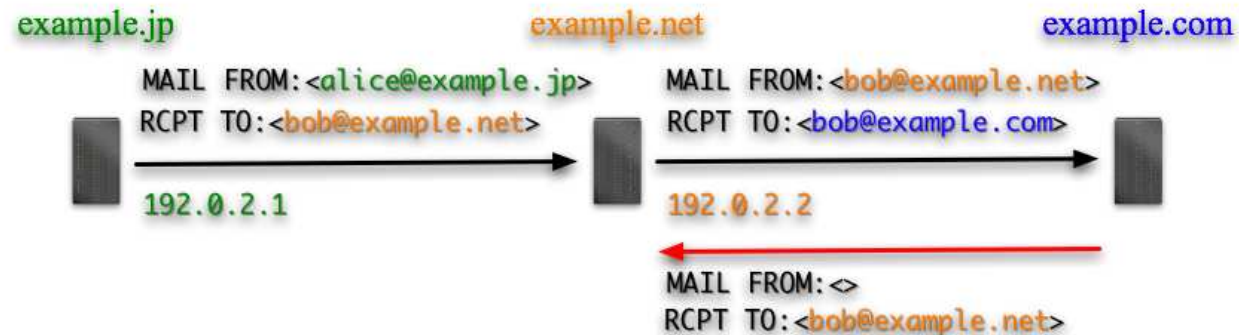 example.jp
example.net
example.com
MAIL FROM:<alice@example.jp>
RCPT TO:<bob@example.net>
192.0.2.1
MAIL FROM:<bob@example.net>
RCPT TO:<bob@example.com>
192.0.2.2
MAIL FROM:<>
RCPT TO:<bob@example.net>